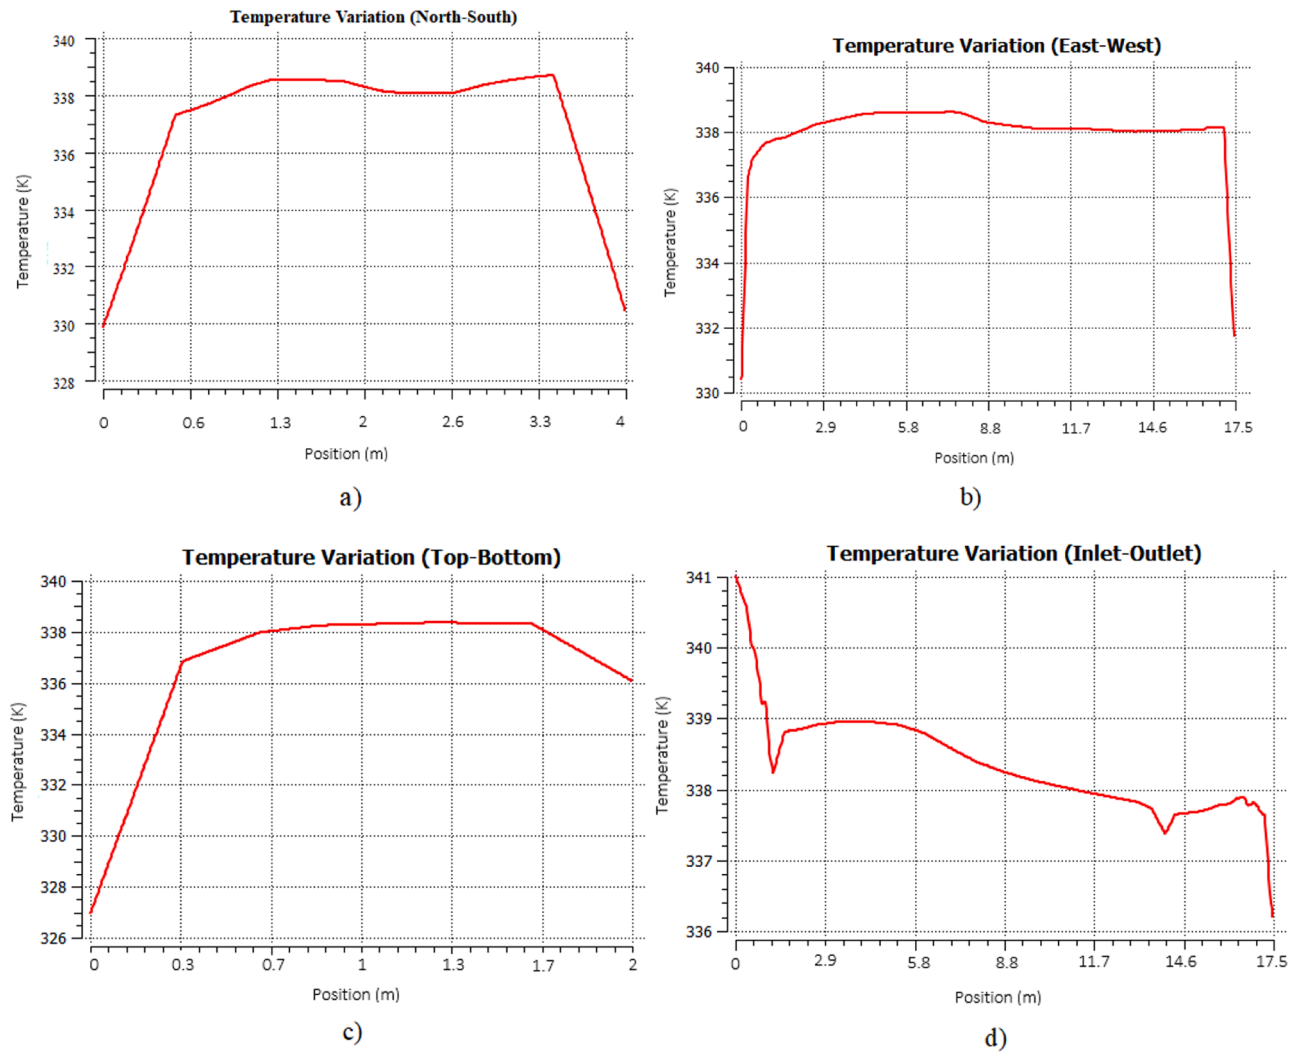 Temperature Variation (North-South)
340
338
336
334
332
330
328
Temperature (K)
0 0.6 1.3 2 2.6 3.3 4
Position (m)
a)
Temperature Variation (East-West)
340
338
336
334
332
330
Temperature (K)
0 2.9 5.8 8.8 11.7 14.6 17.5
Position (m)
b)
Temperature Variation (Top-Bottom)
340
338
336
334
332
330
328
326
Temperature (K)
0 0.3 0.7 1 1.3 1.7 2
Position (m)
c)
Temperature Variation (Inlet-Outlet)
341
340
339
338
337
336
Temperature (K)
0 2.9 5.8 8.8 11.7 14.6 17.5
Position (m)
d)